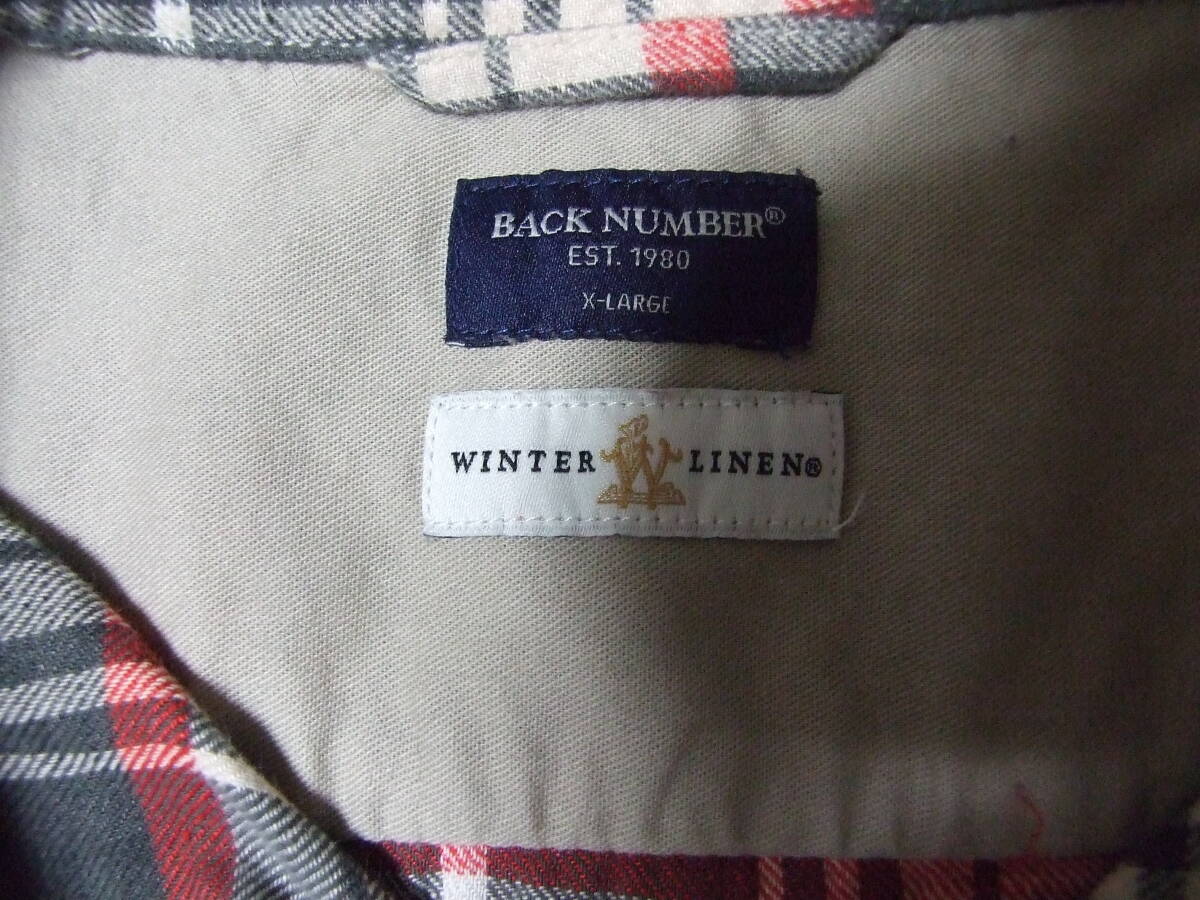 BACK NUMBER®
EST. 1980
X-LARGE
WINTER LINEN®